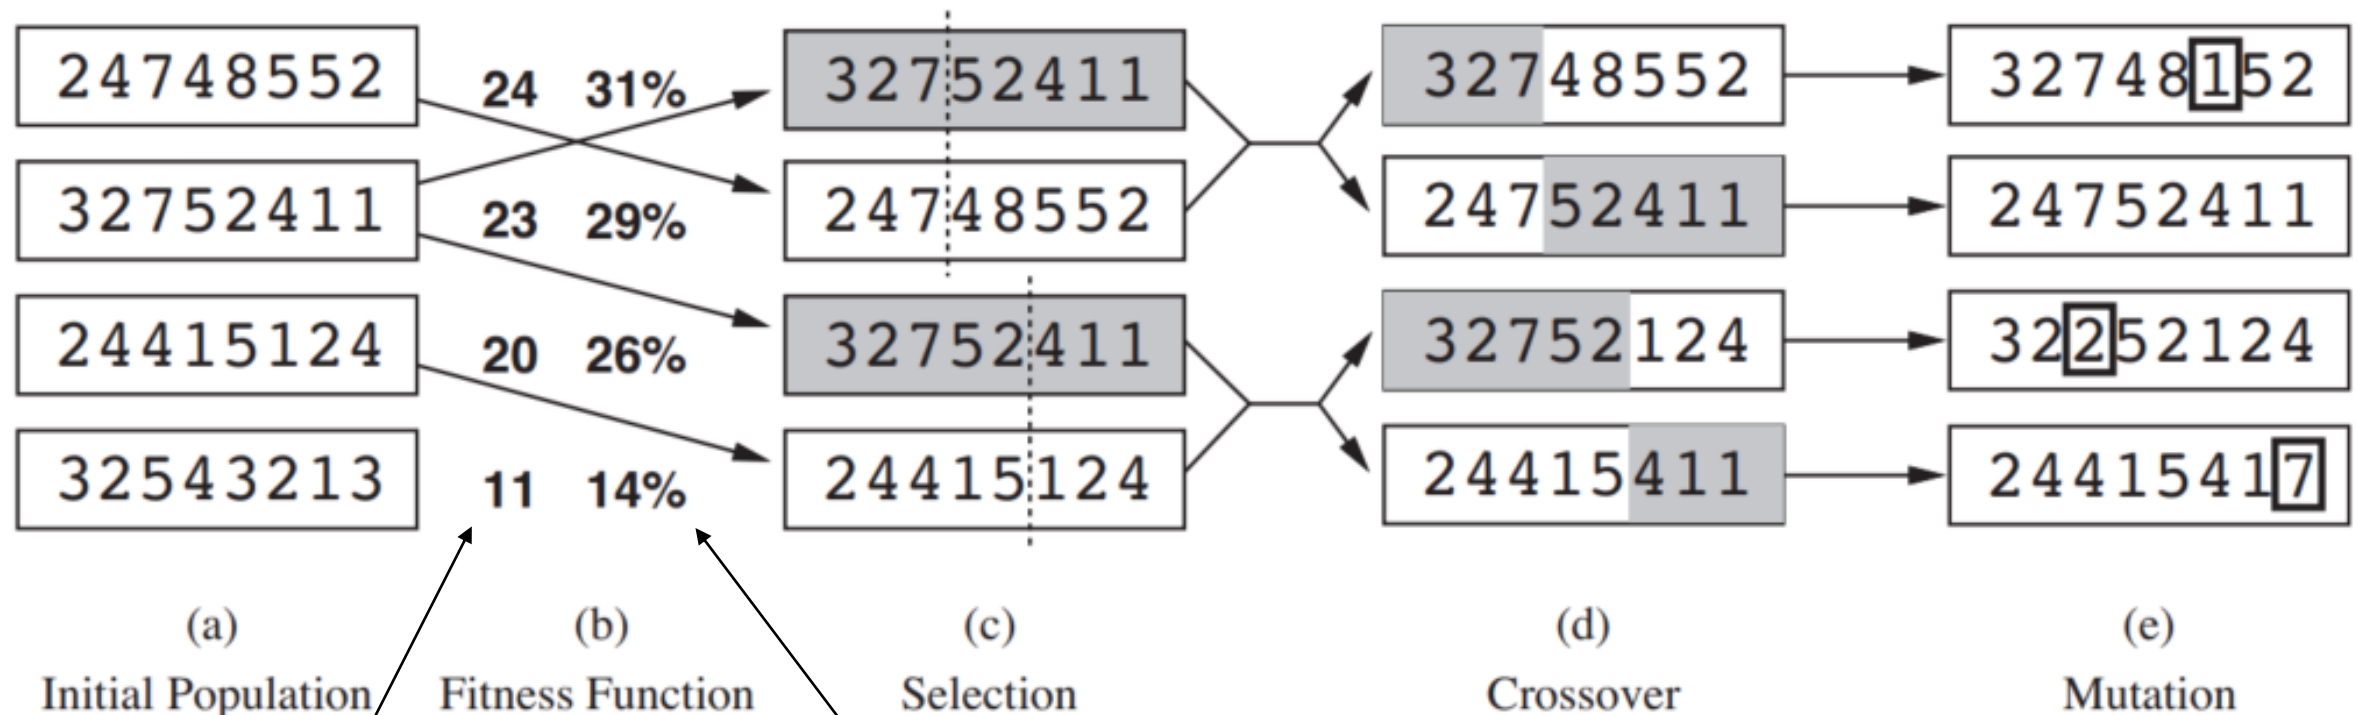 24748552 24 31% 32752411 32748552 32748152
32752411 23 29% 24748552 24752411 24752411
24415124 20 26% 32752411 32752124 32252124
32543213 11 14% 24415124 24415411 24415417
(a) (b) (c) (d) (e)
Initial Population Fitness Function Selection Crossover Mutation